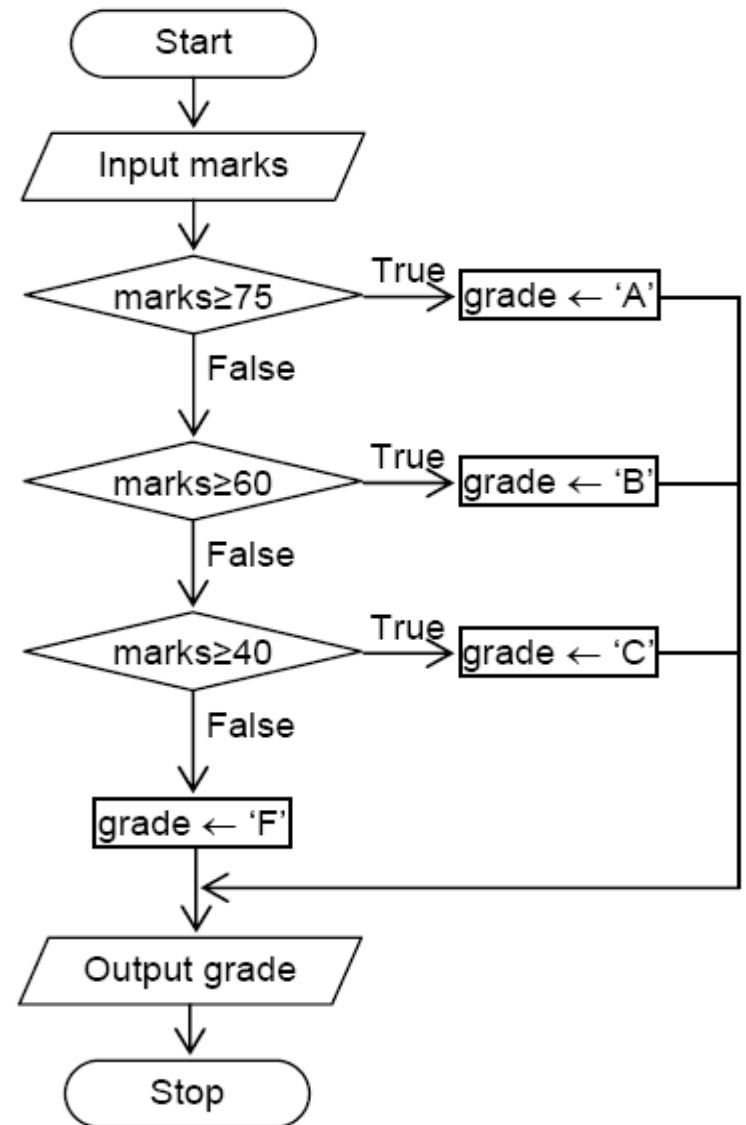 Start
Input marks
marks≥75
True
grade ← ‘A’
False
marks≥60
True
grade ← ‘B’
False
marks≥40
True
grade ← ‘C’
False
grade ← ‘F’
Output grade
Stop